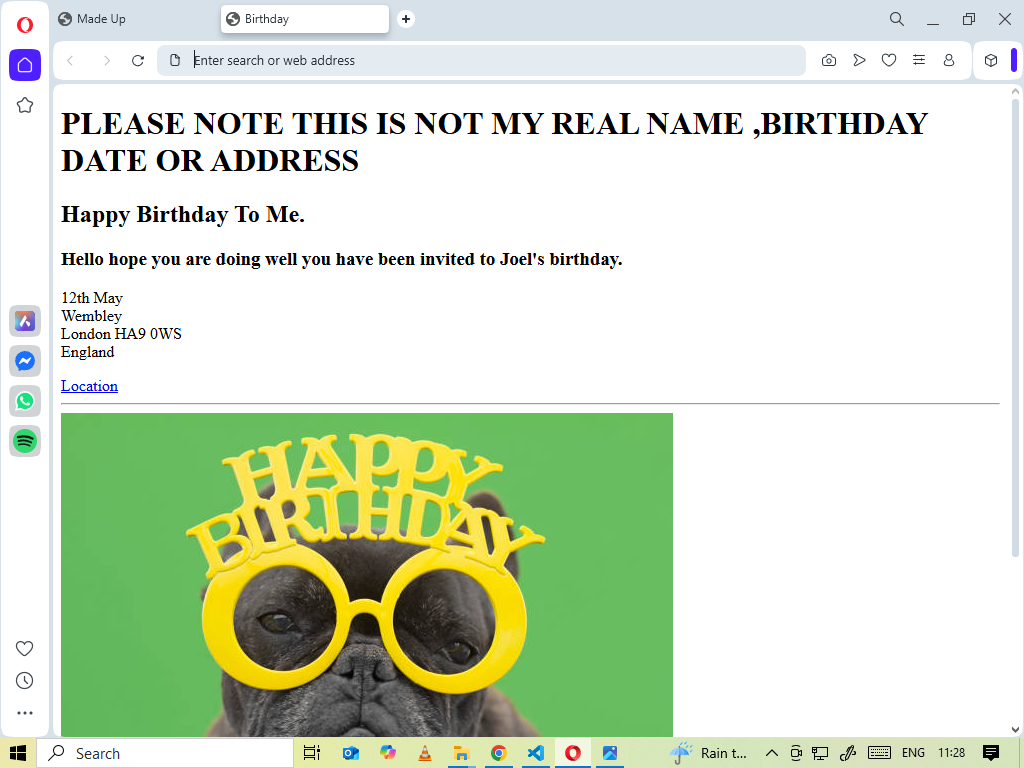 Made Up
Birthday
Enter search or web address
PLEASE NOTE THIS IS NOT MY REAL NAME ,BIRTHDAY
DATE OR ADDRESS
Happy Birthday To Me.
Hello hope you are doing well you have been invited to Joel's birthday.
12th May
Wembley
London HA9 0WS
England
Location
HAPPY
BIRTHDAY
Search
Rain t...
ENG
11:28